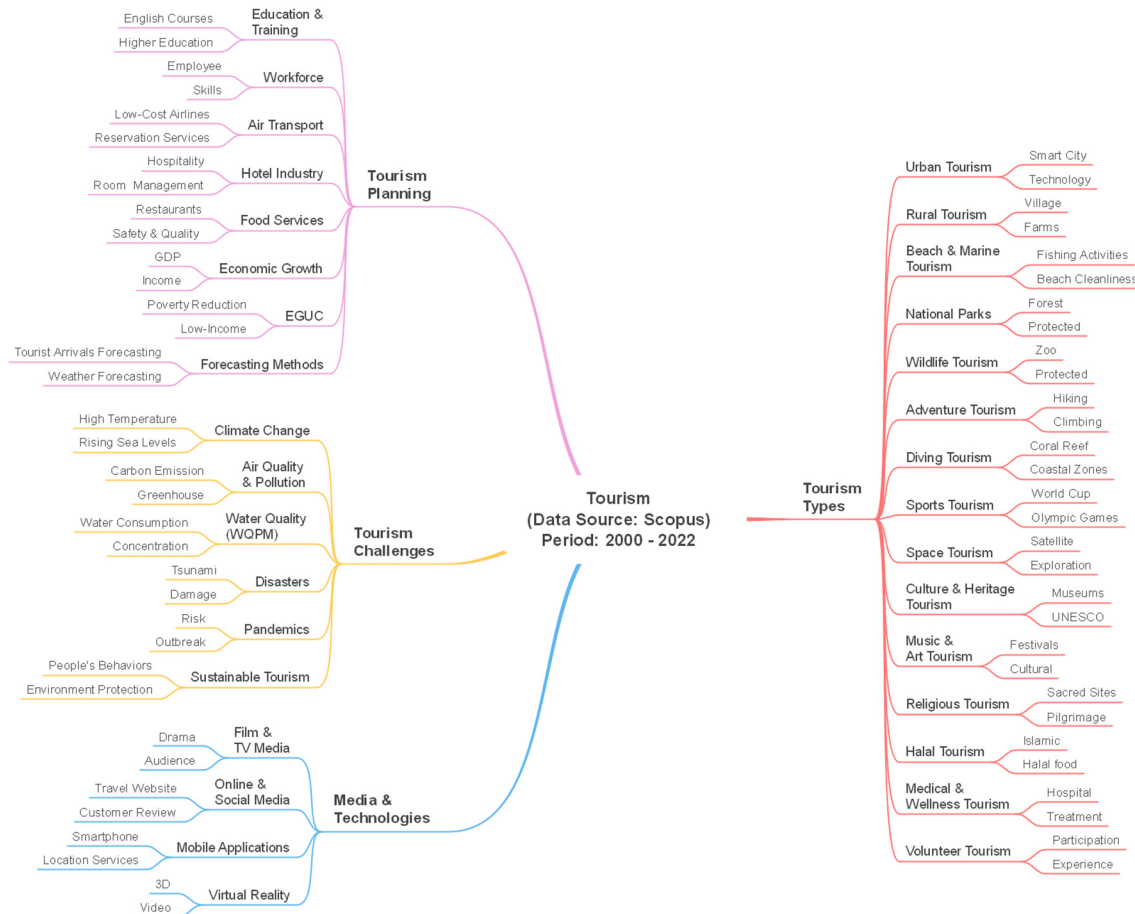 Tourism
(Data Source: Scopus)
Period: 2000 - 2022
Tourism
Planning
Education &
Training
English Courses
Higher Education
Workforce
Employee
Skills
Air Transport
Low-Cost Airlines
Reservation Services
Hotel Industry
Hospitality
Room Management
Food Services
Restaurants
Safety & Quality
Economic Growth
GDP
Income
EGUC
Poverty Reduction
Low-Income
Forecasting Methods
Tourist Arrivals Forecasting
Weather Forecasting
Tourism
Challenges
Climate Change
High Temperature
Rising Sea Levels
Air Quality
& Pollution
Carbon Emission
Greenhouse
Water Quality
(WQPM)
Water Consumption
Concentration
Disasters
Tsunami
Damage
Pandemics
Risk
Outbreak
Sustainable Tourism
People's Behaviors
Environment Protection
Media &
Technologies
Film &
TV Media
Drama
Audience
Online &
Social Media
Travel Website
Customer Review
Mobile Applications
Smartphone
Location Services
Virtual Reality
3D
Video
Tourism
Types
Urban Tourism
Smart City
Technology
Rural Tourism
Village
Farms
Beach & Marine
Tourism
Fishing Activities
Beach Cleanliness
National Parks
Forest
Protected
Wildlife Tourism
Zoo
Protected
Adventure Tourism
Hiking
Climbing
Diving Tourism
Coral Reef
Coastal Zones
Sports Tourism
World Cup
Olympic Games
Space Tourism
Satellite
Exploration
Culture & Heritage
Tourism
Museums
UNESCO
Music &
Art Tourism
Festivals
Cultural
Religious Tourism
Sacred Sites
Pilgrimage
Halal Tourism
Islamic
Halal food
Medical &
Wellness Tourism
Hospital
Treatment
Volunteer Tourism
Participation
Experience